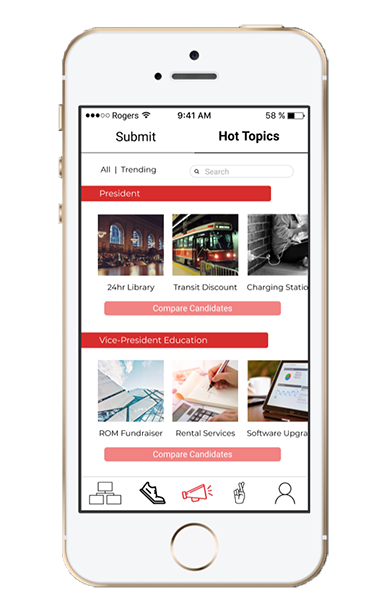 ●●●○○ Rogers 9:41 AM 58 %
Submit Hot Topics
All | Trending Search
President
24hr Library Transit Discount Charging Statio
Compare Candidates
Vice-President Education
ROM Fundraiser Rental Services Software Upgra
Compare Candidates